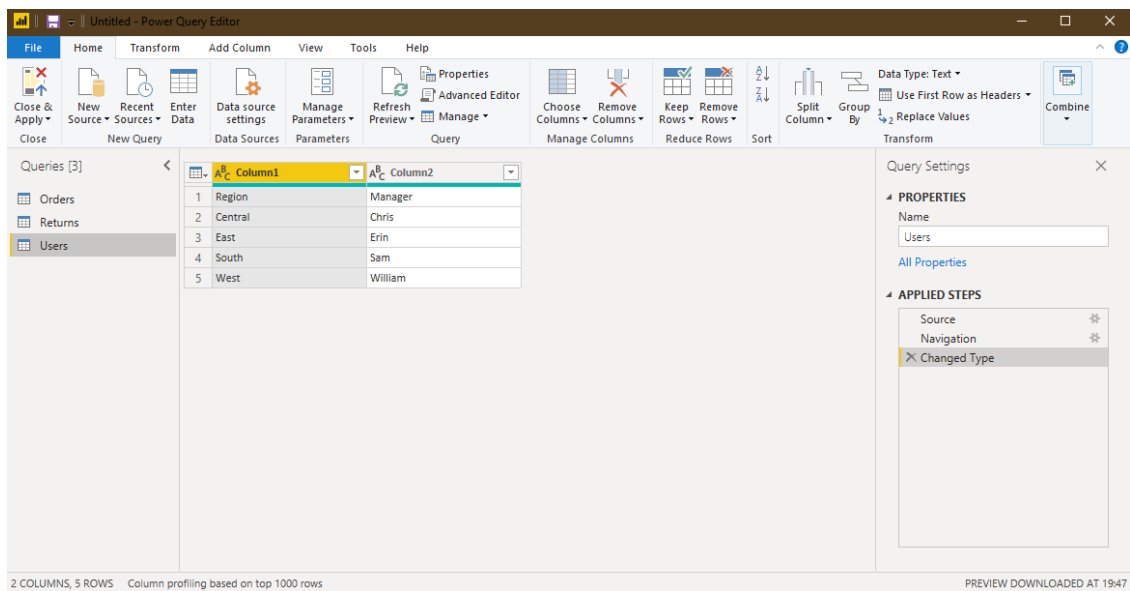 Untitled - Power Query Editor
File Home Transform Add Column View Tools Help
Close & Apply
New Source
Recent Sources
Enter Data
Data source settings
Manage Parameters
Refresh Preview
Properties
Advanced Editor
Manage
Choose Columns
Remove Columns
Keep Rows
Remove Rows
Split Column
Group By
Data Type: Text
Use First Row as Headers
Replace Values
Combine
Close New Query Data Sources Parameters Query Manage Columns Reduce Rows Sort Transform
Queries [3]
Orders
Returns
Users
Column1 Column2
1 Region Manager
2 Central Chris
3 East Erin
4 South Sam
5 West William
Query Settings
PROPERTIES
Name
Users
All Properties
APPLIED STEPS
Source
Navigation
Changed Type
2 COLUMNS, 5 ROWS Column profiling based on top 1000 rows PREVIEW DOWNLOADED AT 19:47